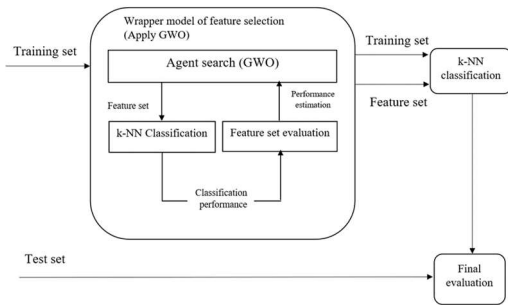 Wrapper model of feature selection
(Apply GWO)
Training set
Agent search (GWO)
Training set
k-NN
classification
Feature set
Performance
estimation
Feature set
k-NN Classification
Feature set evaluation
Classification
performance
Test set
Final
evaluation